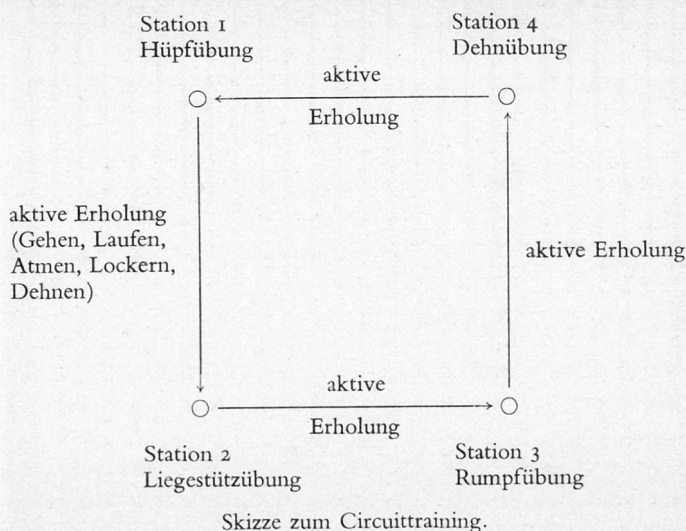 Station 1
Hüpfübung
Station 4
Dehnübung
aktive
Erholung
aktive Erholung
(Gehen, Laufen,
Atmen, Lockern,
Dehnen)
aktive Erholung
aktive
Erholung
Station 2
Liegestützübung
Station 3
Rumpfübung
Skizze zum Circuittraining.